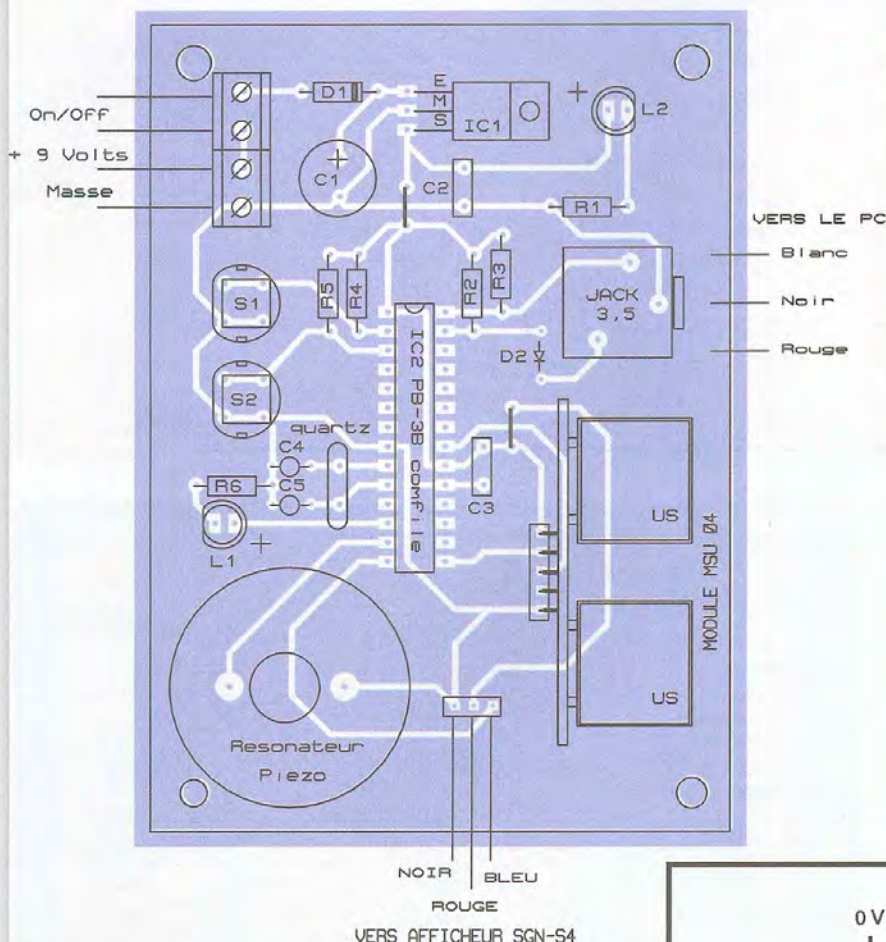 On/Off
+ 9 Volts
Masse
D1
E
M
S
IC1
+
L2
+
C1
C2
R1
VERS LE PC
Blanc
Noir
Rouge
S1
R5
R4
R2
R3
JACK
3,5
S2
D2
IC2 PB-3B comfile
quartz
C4
C5
R6
C3
L1
+
US
US
MODULE MSU 04
Resonateur
Piezo
NOIR
BLEU
ROUGE
VERS AFFICHEUR SGN-S4
0 V